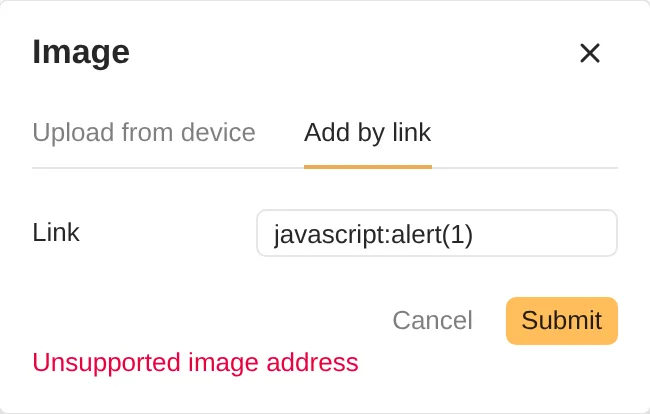 Image
Upload from device Add by link
Link javascript:alert(1)
Cancel Submit
Unsupported image address